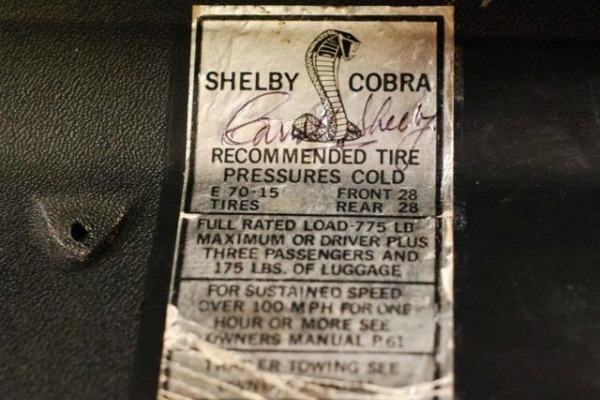 SHELBY COBRA
Carroll Shelby
RECOMMENDED TIRE
PRESSURES COLD
E 70-15 FRONT 28
TIRES REAR 28
FULL RATED LOAD-775 LB
MAXIMUM OR DRIVER PLUS
THREE PASSENGERS AND
175 LBS. OF LUGGAGE
FOR SUSTAINED SPEED
OVER 100 MPH FOR ONE
HOUR OR MORE SEE
OWNERS MANUAL P.61
TRAILER TOWING SEE